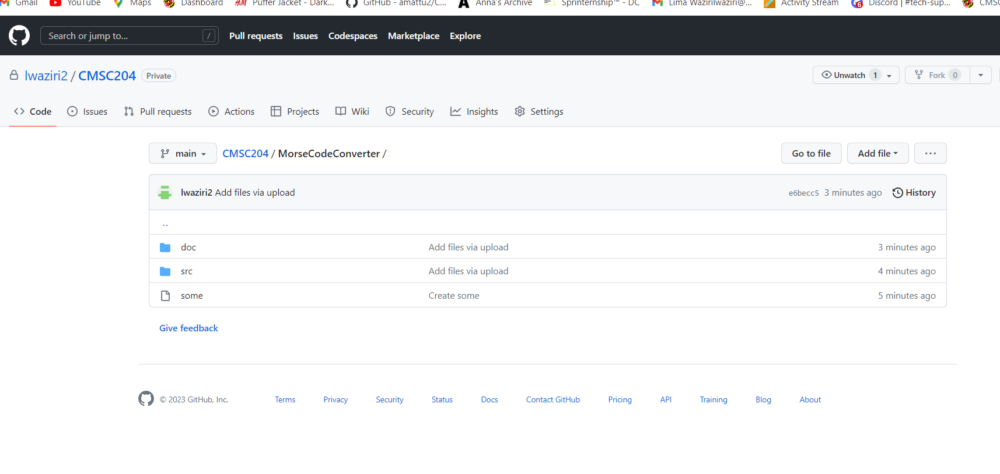 Gmail YouTube Maps Dashboard H&M Puffer Jacket - Dark... GitHub - amattu2/C... Anna's Archive Sprinternship™ - DC Lima Wazirilwaziri@... Activity Stream 6 Discord | #tech-sup... CMSC
Search or jump to... / Pull requests Issues Codespaces Marketplace Explore
lwaziri2 / CMSC204 Private Unwatch 1 Fork 0
Code Issues Pull requests Actions Projects Wiki Security Insights Settings
main CMSC204 / MorseCodeConverter / Go to file Add file ...
lwaziri2 Add files via upload e6becc5 3 minutes ago History
..
doc Add files via upload 3 minutes ago
src Add files via upload 4 minutes ago
some Create some 5 minutes ago
Give feedback
© 2023 GitHub, Inc. Terms Privacy Security Status Docs Contact GitHub Pricing API Training Blog About